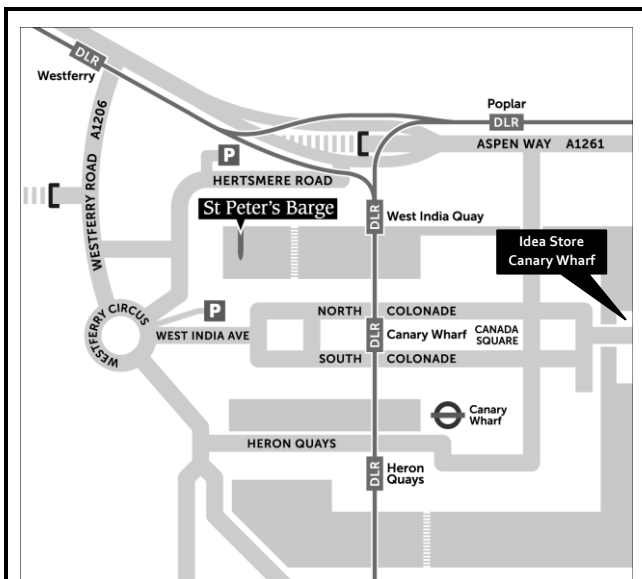 DLR
Westferry
Poplar
DLR
A1206
ASPEN WAY A1261
P
HERTSMERE ROAD
WESTFERRY ROAD
St Peter's Barge
DLR
West India Quay
Idea Store
Canary Wharf
P
NORTH COLONADE
WESTFERRY CIRCUS
WEST INDIA AVE
DLR
Canary Wharf
CANADA
SQUARE
SOUTH COLONADE
Canary
Wharf
HERON QUAYS
DLR
Heron
Quays